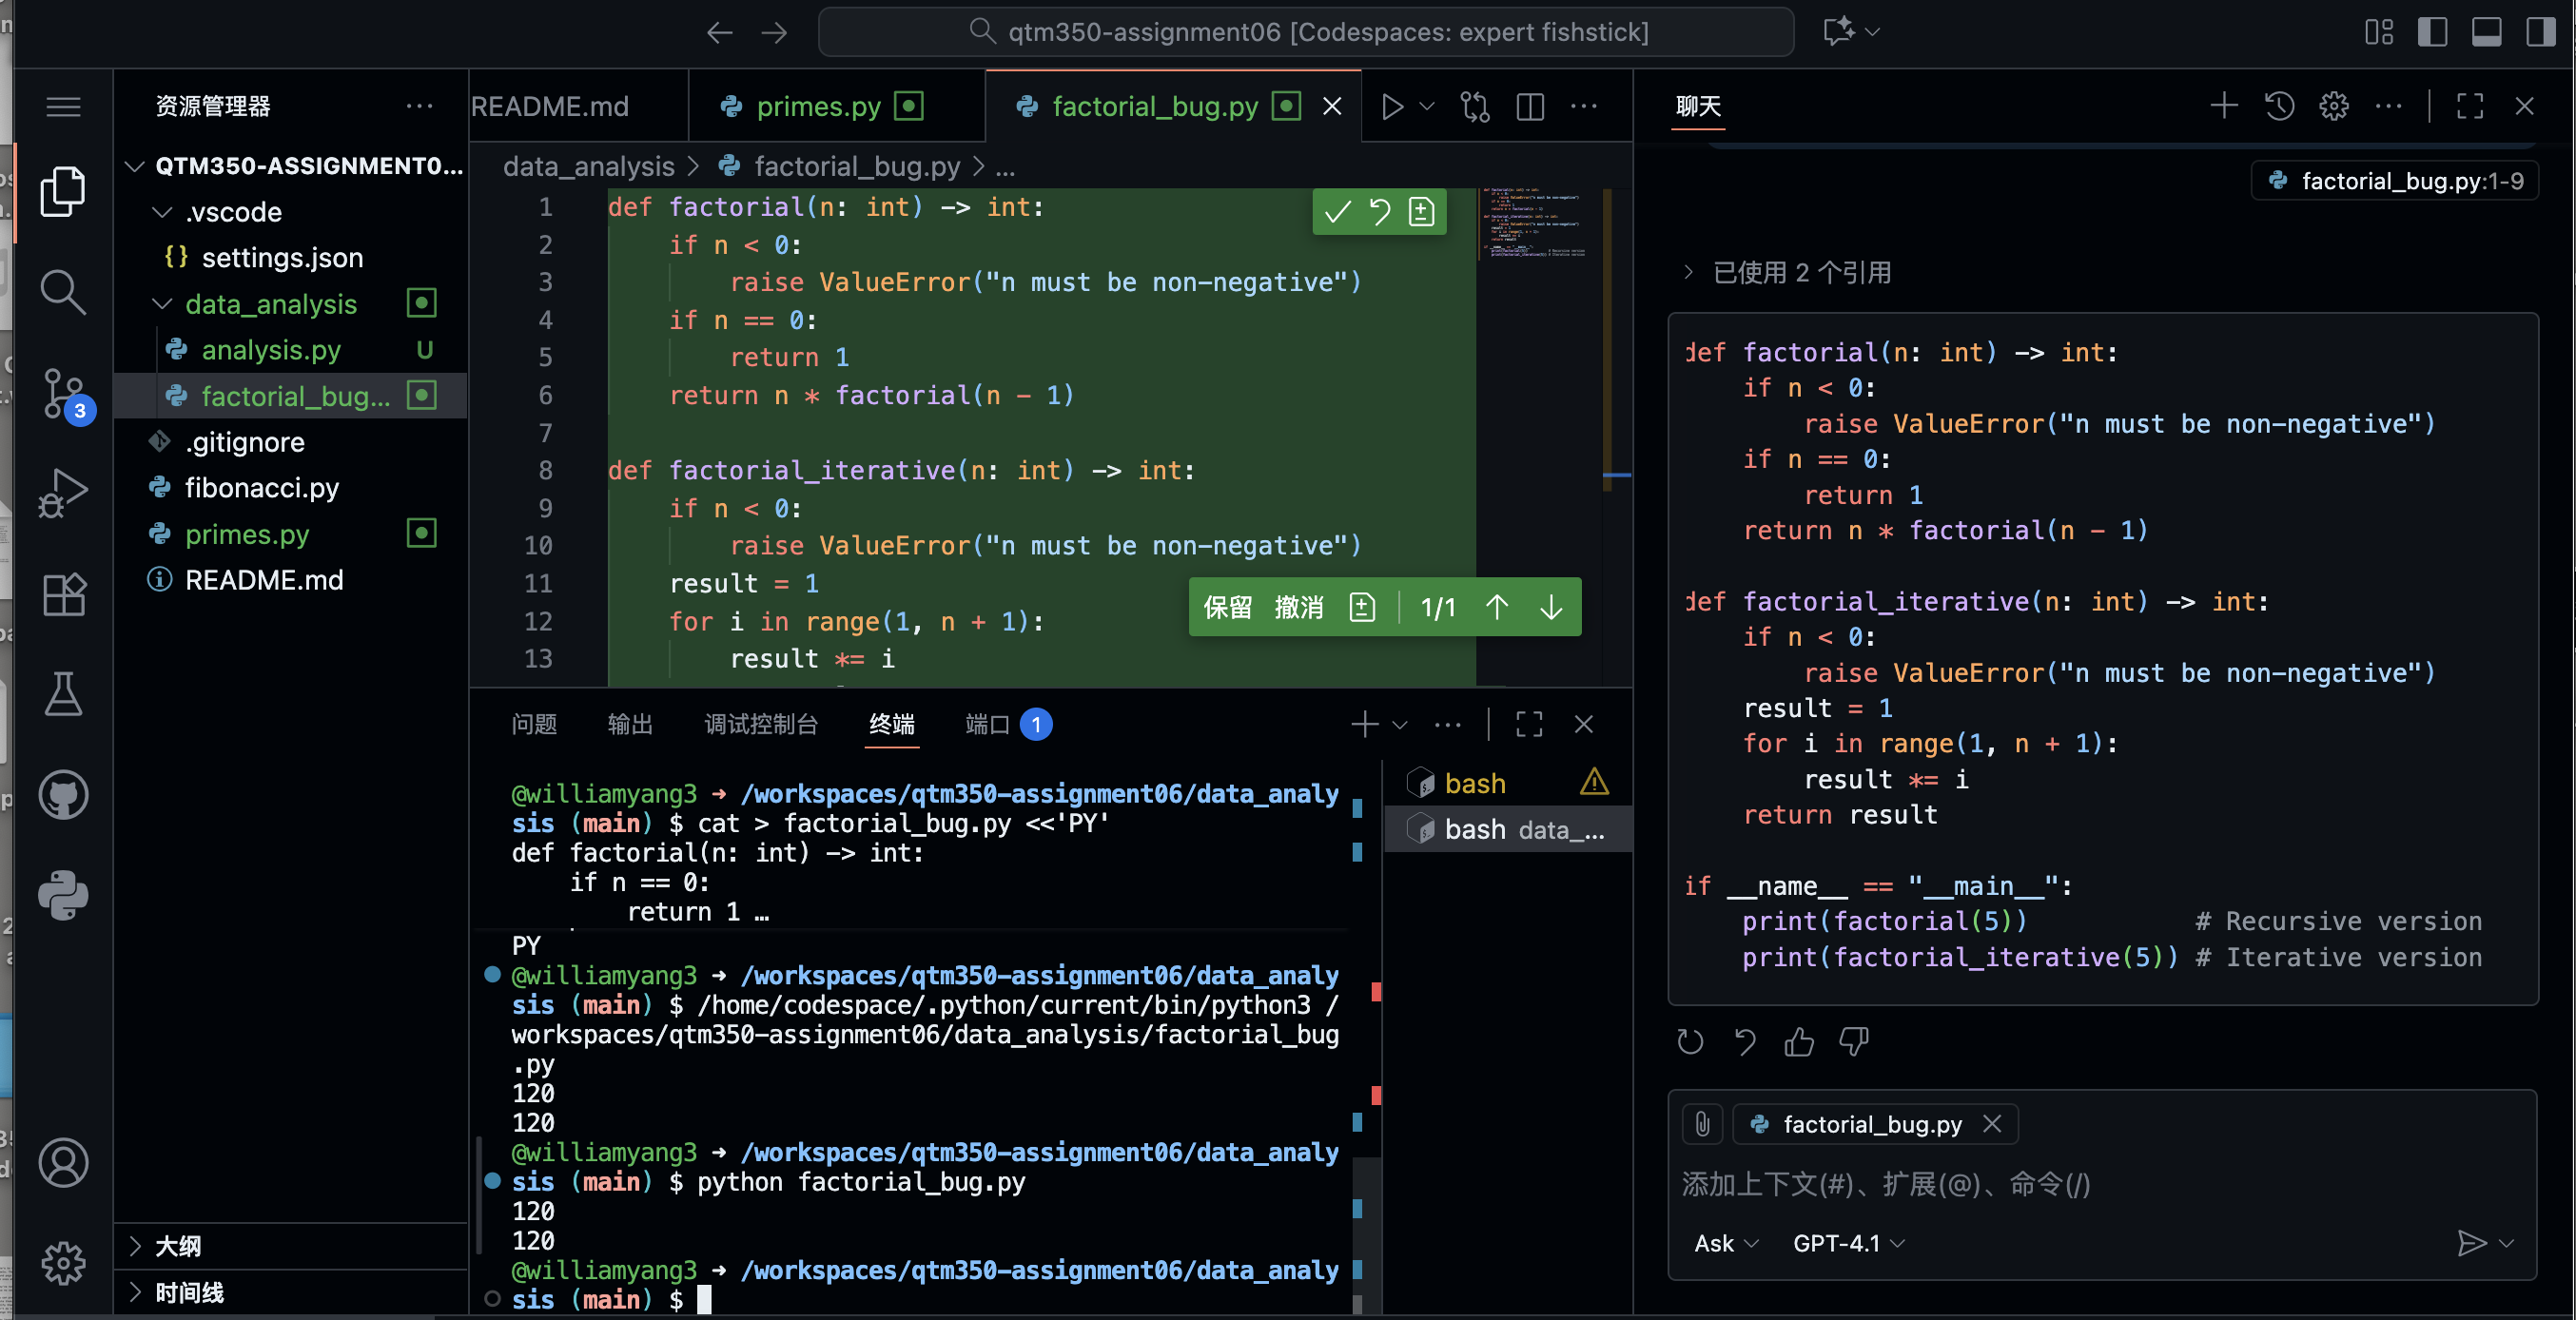 qtm350-assignment06 [Codespaces: expert fishstick]
资源管理器
QTM350-ASSIGNMENT0...
.vscode
settings.json
data_analysis
analysis.py U
factorial_bug...
.gitignore
fibonacci.py
primes.py
README.md
3
大纲
时间线
README.md
primes.py
factorial_bug.py
data_analysis > factorial_bug.py > ...
1 def factorial(n: int) -> int:
2 if n < 0:
3 raise ValueError("n must be non-negative")
4 if n == 0:
5 return 1
6 return n * factorial(n - 1)
7
8 def factorial_iterative(n: int) -> int:
9 if n < 0:
10 raise ValueError("n must be non-negative")
11 result = 1
12 for i in range(1, n + 1):
13 result *= i
保留 撤消 1/1
问题 输出 调试控制台 终端 端口 1
@williamyang3 → /workspaces/qtm350-assignment06/data_analy
sis (main) $ cat > factorial_bug.py <<'PY'
def factorial(n: int) -> int:
if n == 0:
return 1 …
PY
@williamyang3 → /workspaces/qtm350-assignment06/data_analy
sis (main) $ /home/codespace/.python/current/bin/python3 /
workspaces/qtm350-assignment06/data_analysis/factorial_bug
.py
120
120
@williamyang3 → /workspaces/qtm350-assignment06/data_analy
sis (main) $ python factorial_bug.py
120
120
@williamyang3 → /workspaces/qtm350-assignment06/data_analy
sis (main) $
bash
bash data_...
聊天
factorial_bug.py:1-9
已使用 2 个引用
def factorial(n: int) -> int:
if n < 0:
raise ValueError("n must be non-negative")
if n == 0:
return 1
return n * factorial(n - 1)
def factorial_iterative(n: int) -> int:
if n < 0:
raise ValueError("n must be non-negative")
result = 1
for i in range(1, n + 1):
result *= i
return result
if __name__ == "__main__":
print(factorial(5)) # Recursive version
print(factorial_iterative(5)) # Iterative version
factorial_bug.py
添加上下文(#)、扩展(@)、命令(/)
Ask GPT-4.1